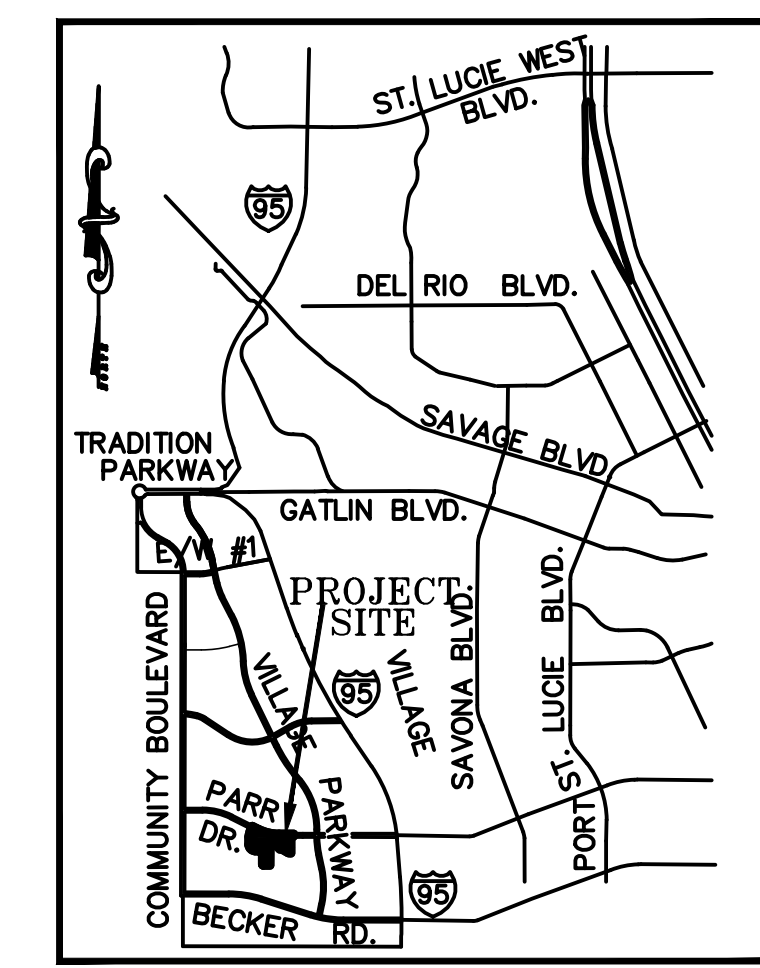 ST. LUCIE WEST
BLVD.
95
NORTH
DEL RIO BLVD.
SAVAGE BLVD
TRADITION
PARKWAY
GATLIN BLVD.
E/W #1
PROJECT
SITE
COMMUNITY BOULEVARD
VILLAGE
95
VILLAGE
SAVONA BLVD.
PORT ST. LUCIE BLVD.
PARR
DR.
PARKWAY
95
BECKER RD.